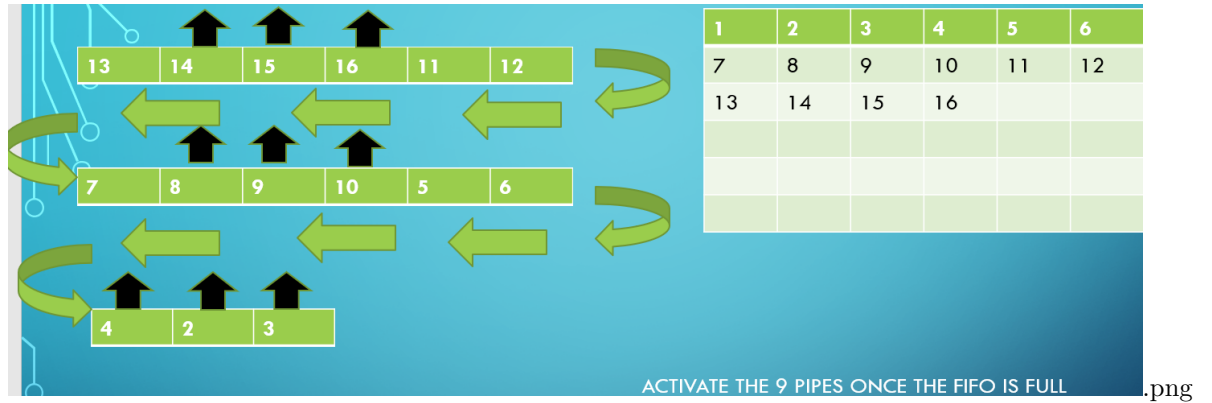 13 14 15 16 11 12
7 8 9 10 5 6
4 2 3
1 2 3 4 5 6
7 8 9 10 11 12
13 14 15 16
ACTIVATE THE 9 PIPES ONCE THE FIFO IS FULL
.png